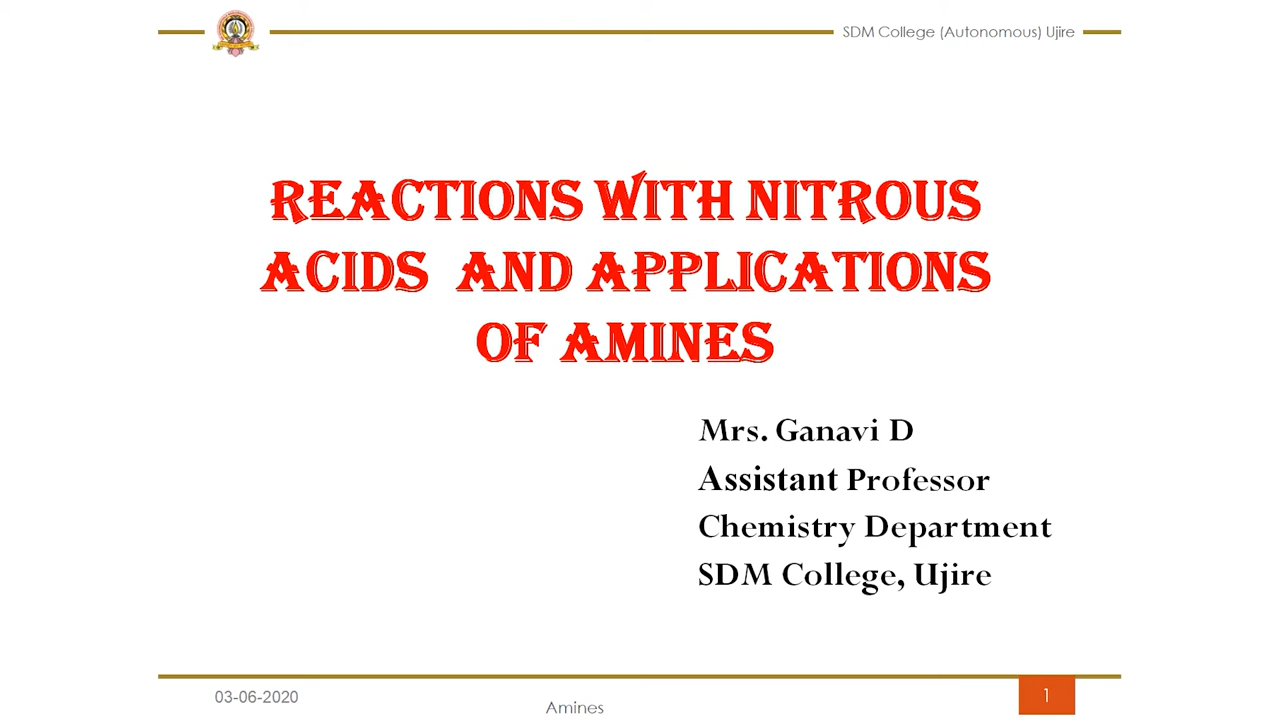 SDM College (Autonomous) Ujire
REACTIONS WITH NITROUS
ACIDS AND APPLICATIONS
OF AMINES
Mrs. Ganavi D
Assistant Professor
Chemistry Department
SDM College, Ujire
03-06-2020
Amines
1